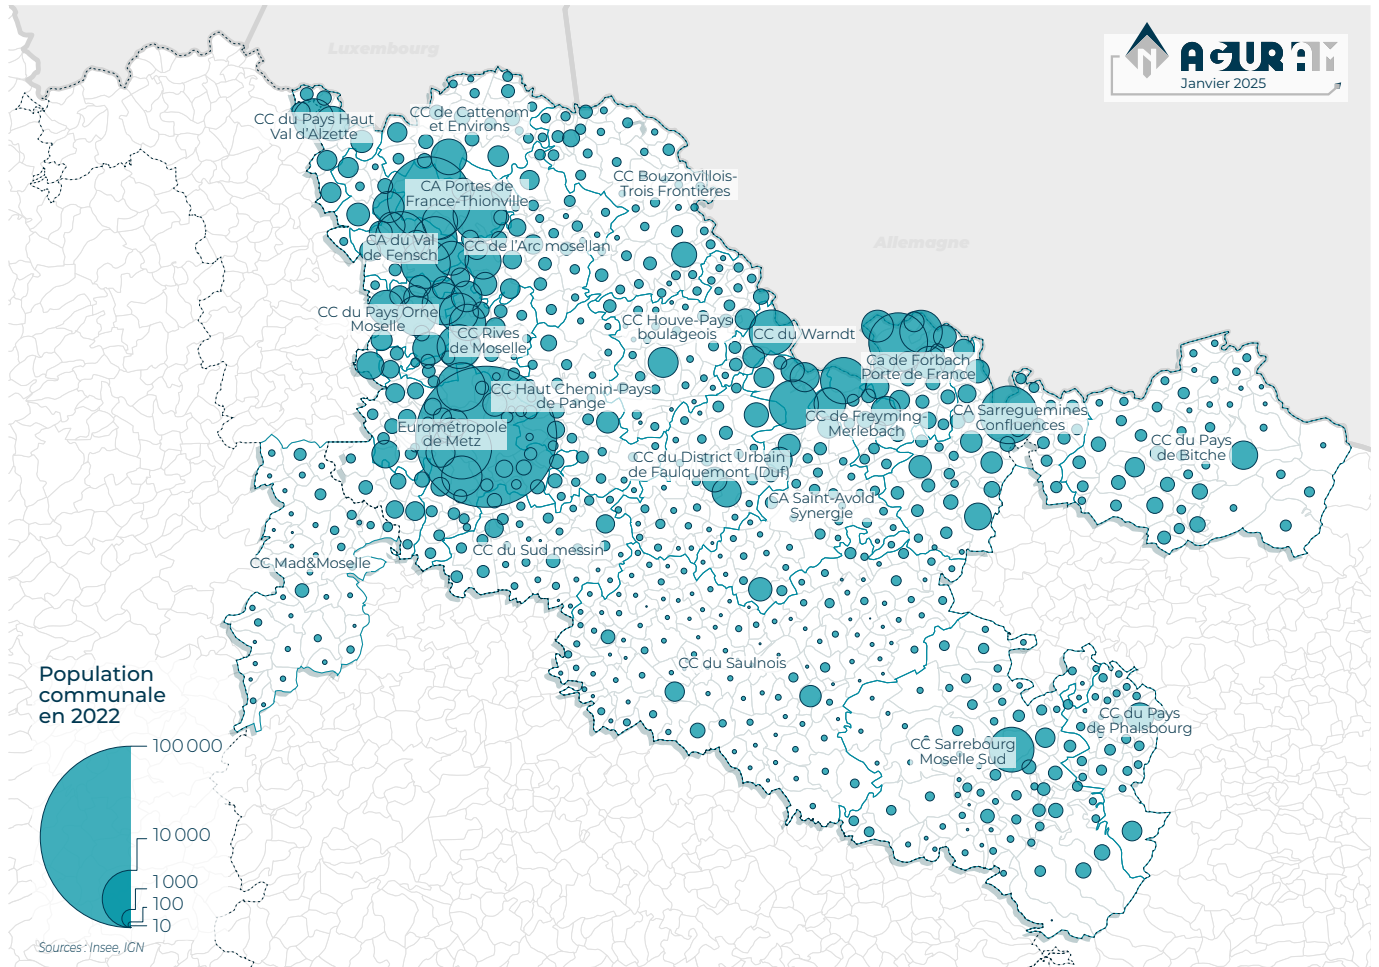 Luxembourg
AGURAM
N
Janvier 2025
CC du Pays Haut
Val d'Alzette
CC de Cattenom
et Environs
CC Bouzonvillois-
Trois Frontières
CA Portes de
France-Thionville
Allemagne
CA du Val
de Fensch
CC de l'Arc mosellan
CC du Pays Orne
Moselle
CC Rives
de Moselle
CC Houve-Pays
boulageois
CC du Warndt
Ca de Forbach
Porte de France
CC Haut Chemin-Pays
de Pange
CC de Freyming-
Merlebach
CA Sarreguemines
Confluences
Eurométropole
de Metz
CC du Pays
de Bitche
CC du District Urbain
de Faulquemont (Duf)
CA Saint-Avold
Synergie
CC du Sud messin
CC Mad&Moselle
CC du Saulnois
CC du Pays
de Phalsbourg
CC Sarrebourg
Moselle Sud
Population
communale
en 2022
100 000
10 000
1 000
100
10
Sources : Insee, IGN